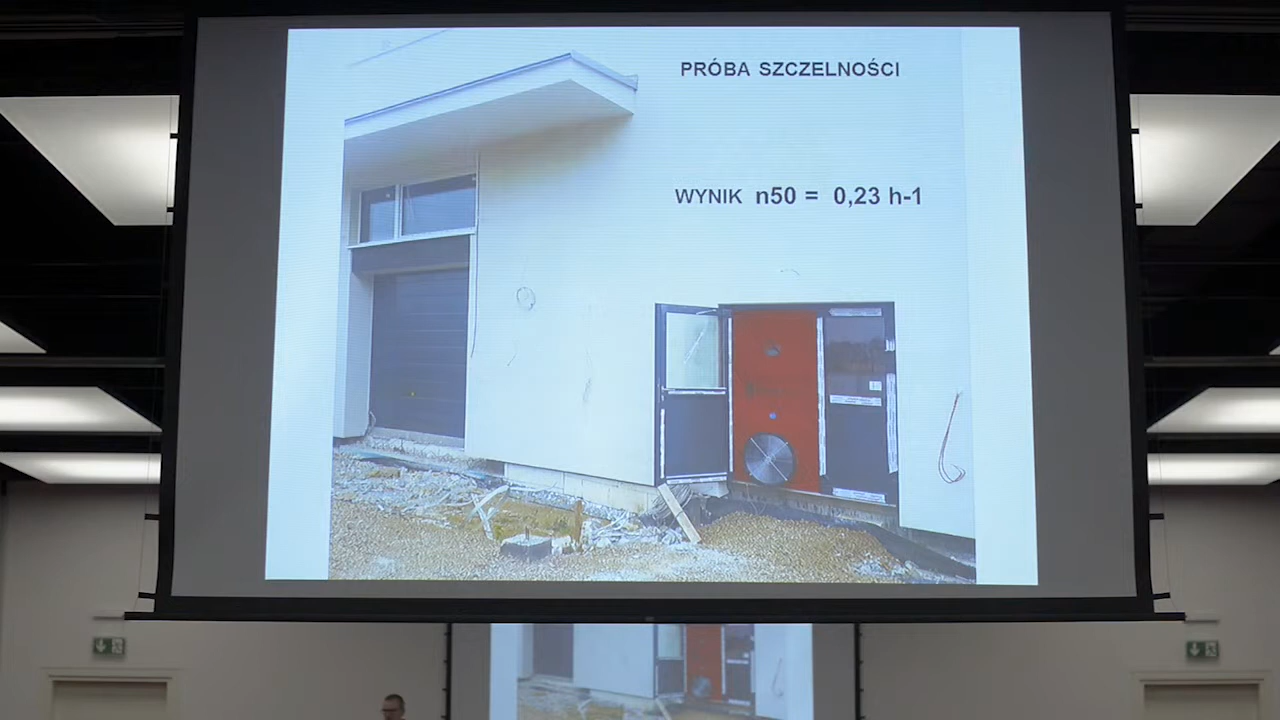 PRÓBA SZCZELNOŚCI
WYNIK n50 = 0,23 h-1